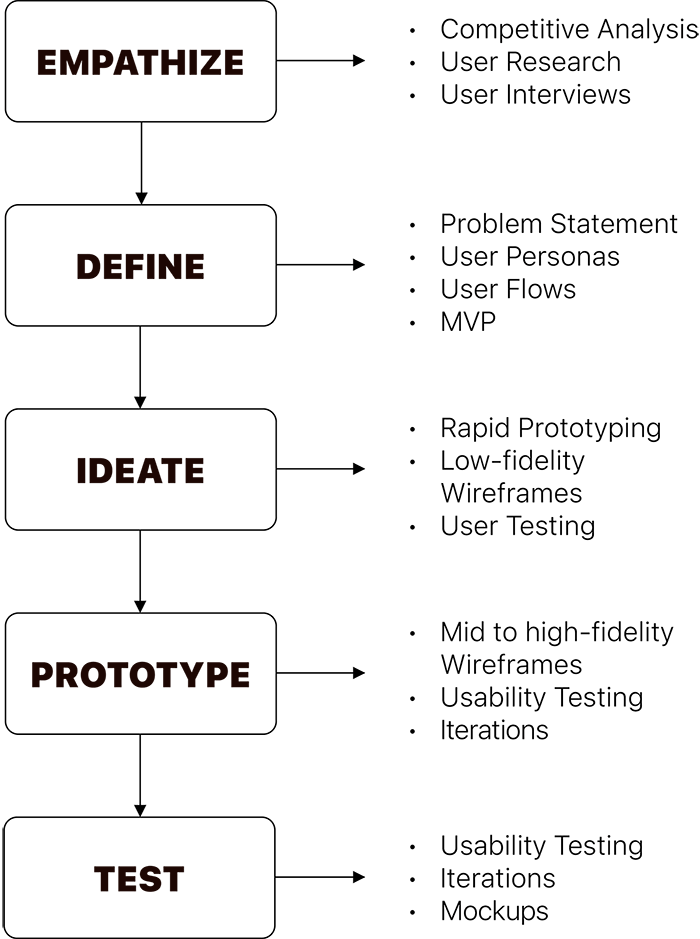 EMPATHIZE
• Competitive Analysis
• User Research
• User Interviews
DEFINE
• Problem Statement
• User Personas
• User Flows
• MVP
IDEATE
• Rapid Prototyping
• Low-fidelity
Wireframes
• User Testing
PROTOTYPE
• Mid to high-fidelity
Wireframes
• Usability Testing
• Iterations
TEST
• Usability Testing
• Iterations
• Mockups